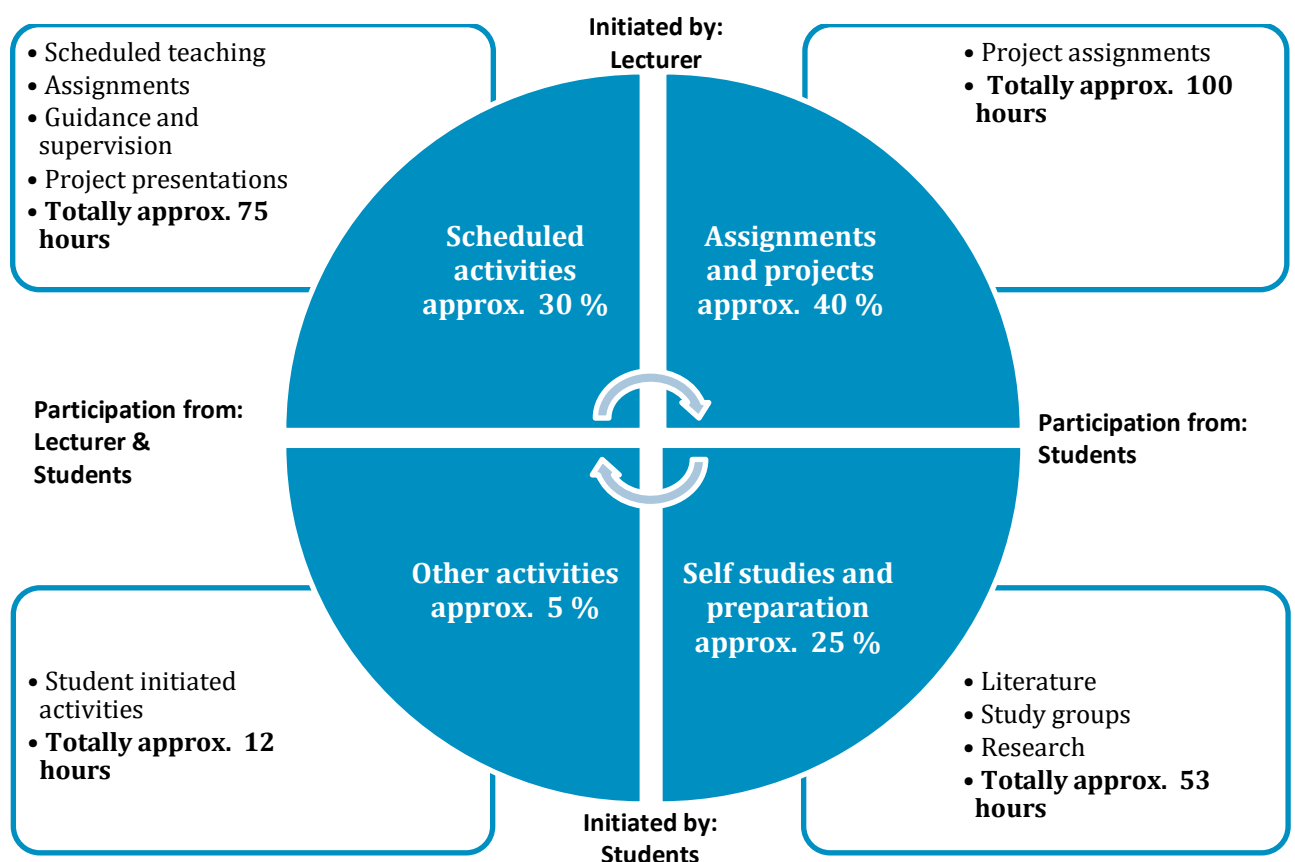 Initiated by:
Lecturer
• Scheduled teaching
• Assignments
• Guidance and
supervision
• Project presentations
• Totally approx. 75
hours
• Project assignments
• Totally approx. 100
hours
Scheduled
activities
approx. 30 %
Assignments
and projects
approx. 40 %
Participation from:
Lecturer &
Students
Participation from:
Students
Other activities
approx. 5 %
Self studies and
preparation
approx. 25 %
• Student initiated
activities
• Totally approx. 12
hours
• Literature
• Study groups
• Research
• Totally approx. 53
hours
Initiated by:
Students